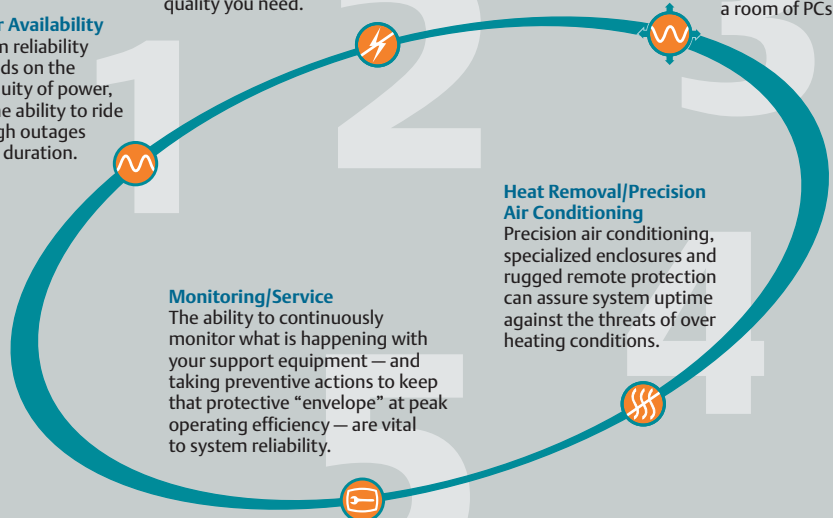 1
r Availability
m reliability
ds on the
uity of power,
e ability to ride
gh outages
duration.
2
quality you need.
3
a room of PCs
4
Heat Removal/Precision
Air Conditioning
Precision air conditioning,
specialized enclosures and
rugged remote protection
can assure system uptime
against the threats of over
heating conditions.
5
Monitoring/Service
The ability to continuously
monitor what is happening with
your support equipment — and
taking preventive actions to keep
that protective “envelope” at peak
operating efficiency — are vital
to system reliability.